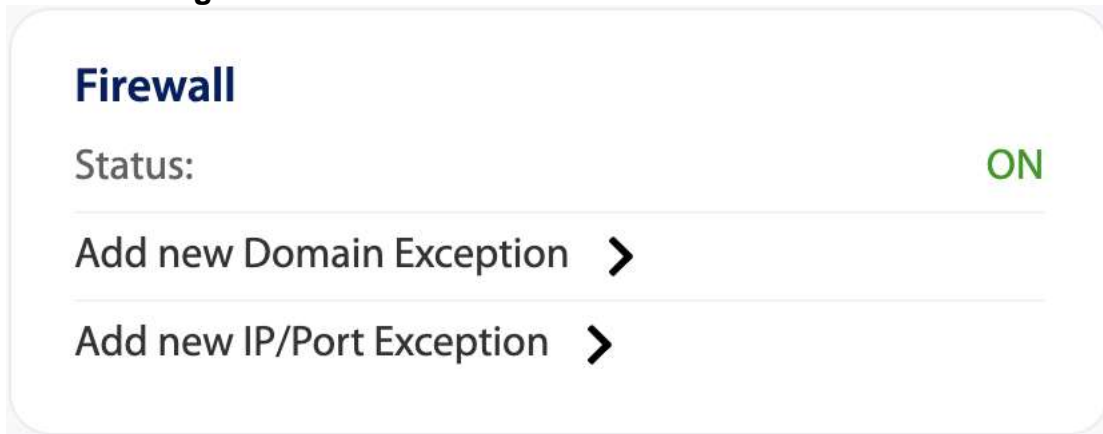 Firewall
Status: ON
Add new Domain Exception
Add new IP/Port Exception